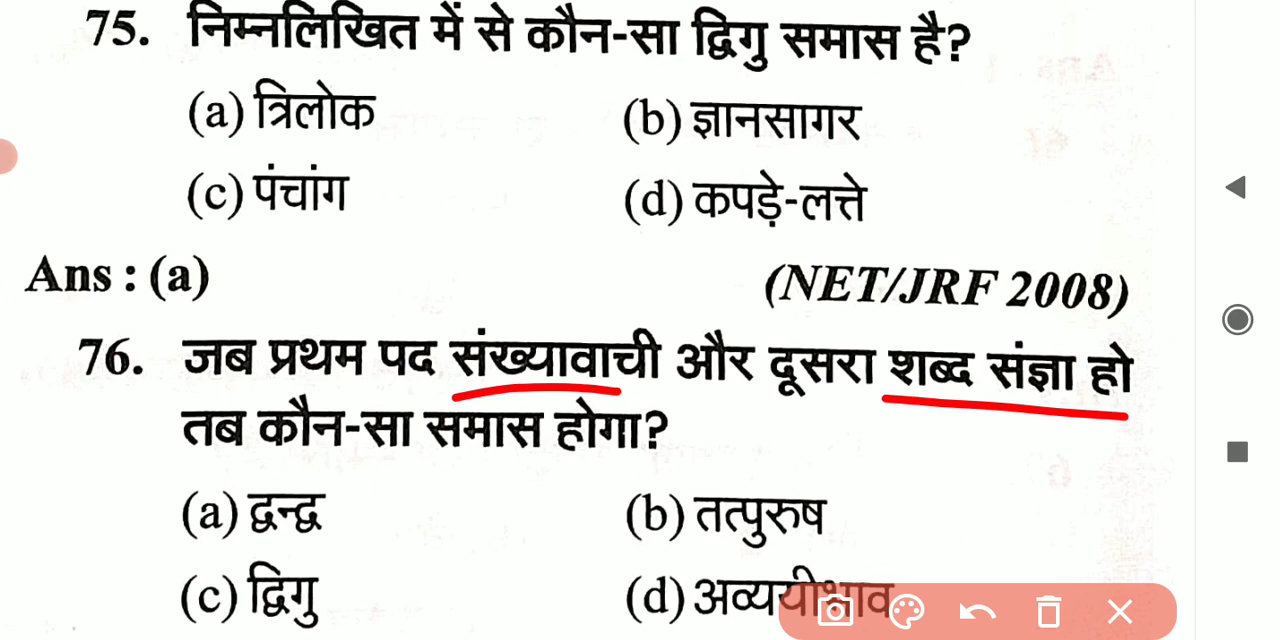 75. निम्नलिखित में से कौन-सा द्विगु समास है?
(a) त्रिलोक (b) ज्ञानसागर
(c) पंचांग (d) कपड़े-लत्ते
Ans : (a) (NET/JRF 2008)
76. जब प्रथम पद संख्यावाची और दूसरा शब्द संज्ञा हो
तब कौन-सा समास होगा?
(a) द्वन्द्व (b) तत्पुरुष
(c) द्विगु (d) अव्ययीभाव